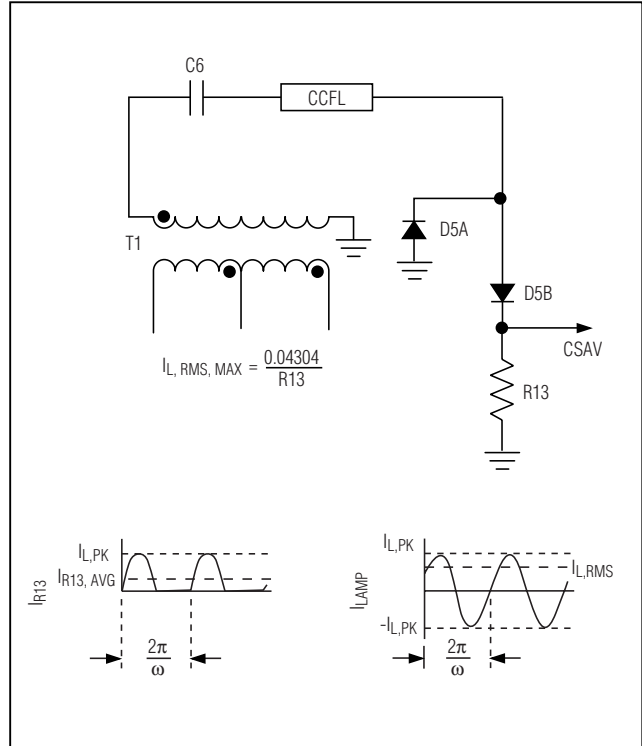 C6
CCFL
T1
D5A
D5B
CSAV
R13
I_L, RMS, MAX = 0.04304 / R13
I_L,PK
I_R13, AVG
I_R13
2π / ω
I_L,PK
I_L,RMS
I_LAMP
-I_L,PK
2π / ω